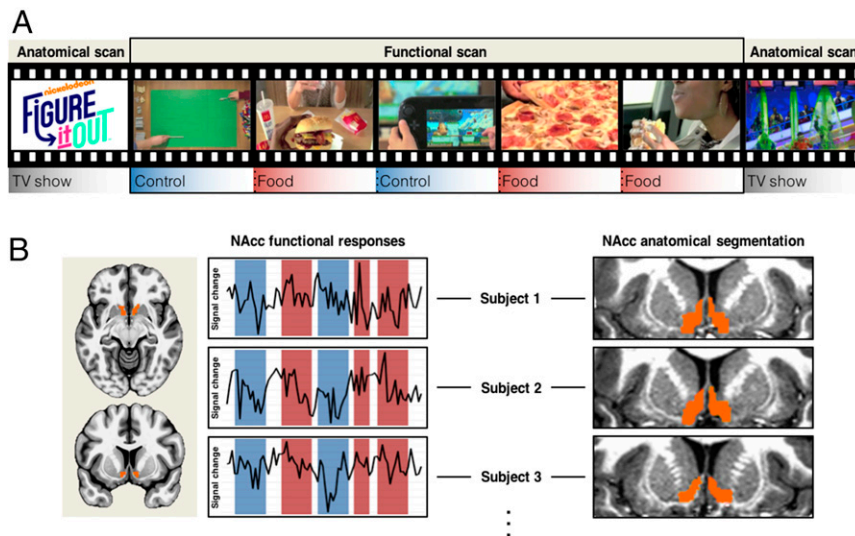 A
Anatomical scan
Functional scan
Anatomical scan
nickelodeon
FiGURE
it OUT
TV show
Control
Food
Control
Food
Food
TV show
B
NAcc functional responses
NAcc anatomical segmentation
Signal change
Subject 1
Signal change
Subject 2
Signal change
Subject 3